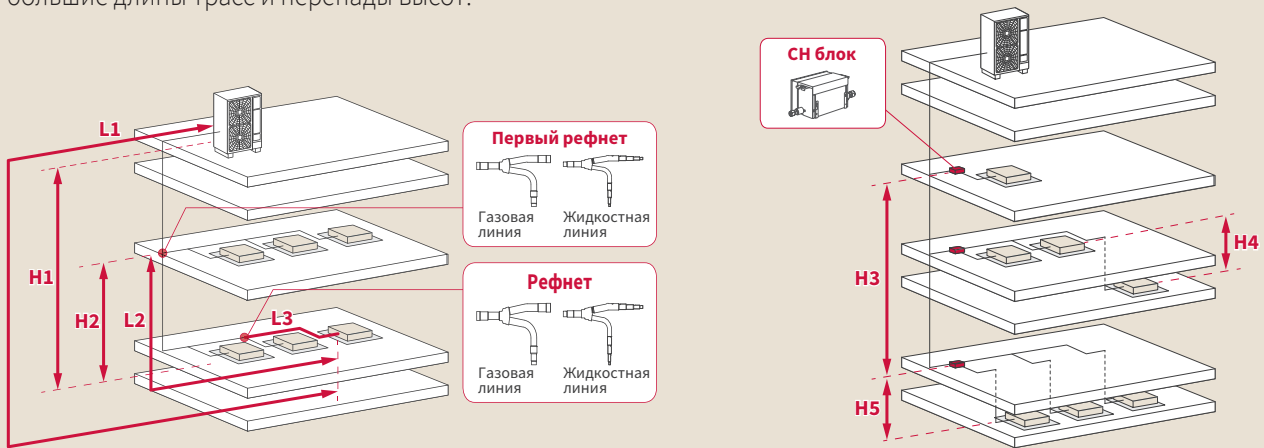 большие длины трасс и перепады высот.
L1
H1
H2
L2
L3
Первый рефнет
Газовая
линия
Жидкостная
линия
Рефнет
Газовая
линия
Жидкостная
линия
СН блок
H3
H4
H5